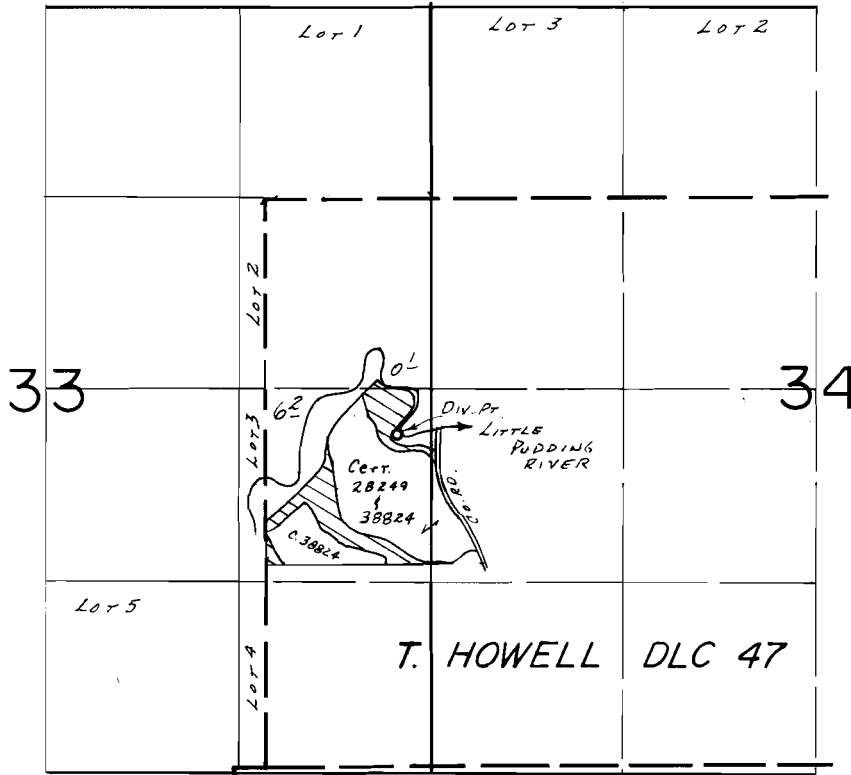 LOT 1
LOT 3
LOT 2
LOT 2
33
34
0 1
6 2
DIV. PT.
LITTLE
PUDDING
RIVER
LOT 3
Cert.
28249
&
38824
CO. RD.
C. 38824
LOT 5
LOT 4
T. HOWELL DLC 47